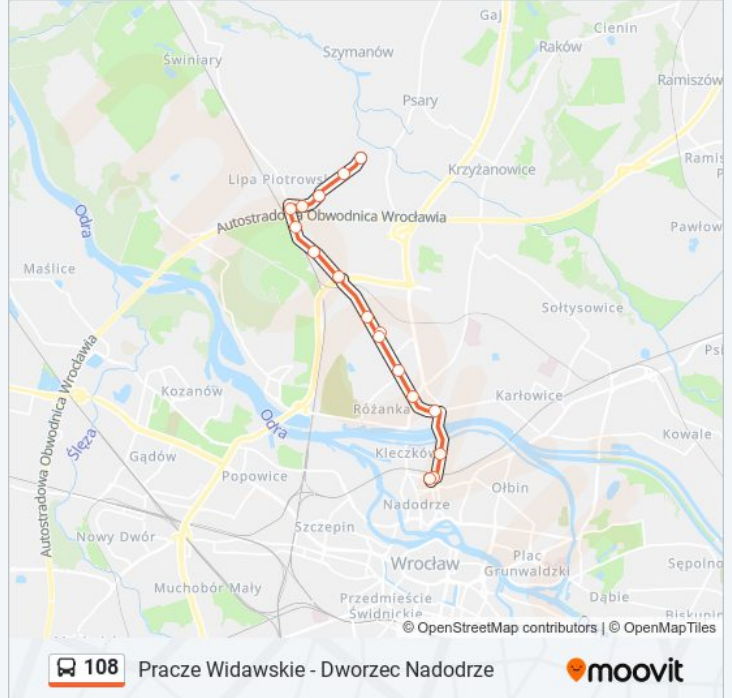 Gaj
Cienin
Szymanów
Raków
Świniary
Ramiszów
Psary
Krzyżanowice
Lipa Piotrows
Ramis
Autostradowa Obwodnica Wrocławia
Odra
Pawłow
Maślice
Sołtysowice
Autostradowa Obwodnica Wrocławia
Psi
Kozanów
Karłowice
Różanka
Odra
Ślęza
Kowale
Gądów
Kleczków
Popowice
Ołbin
Nadodrze
Szczepin
Nowy Dwór
Wrocław
Plac
Grunwaldzki
Sępolno
Muchobór Mały
Przedmieście
Świdnickie
Dąbie
Biskupin
© OpenStreetMap contributors | © OpenMapTiles
108 Pracze Widawskie - Dworzec Nadodrze
moovit